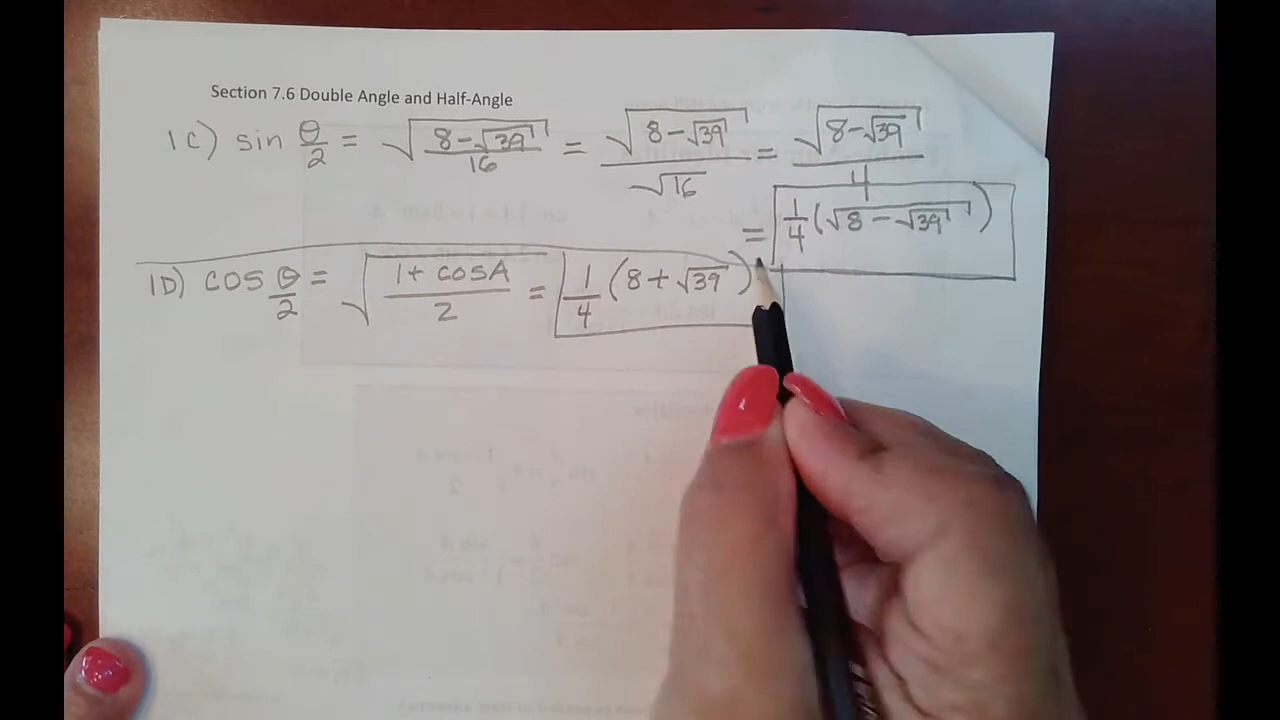 Section 7.6 Double Angle and Half-Angle
1C) sin θ/2 = √((8-√39)/16) = √(8-√39)/√16 = √(8-√39)/4
= 1/4(√(8-√39))
1D) cos θ/2 = √((1+cosA)/2) = 1/4(8+√39)